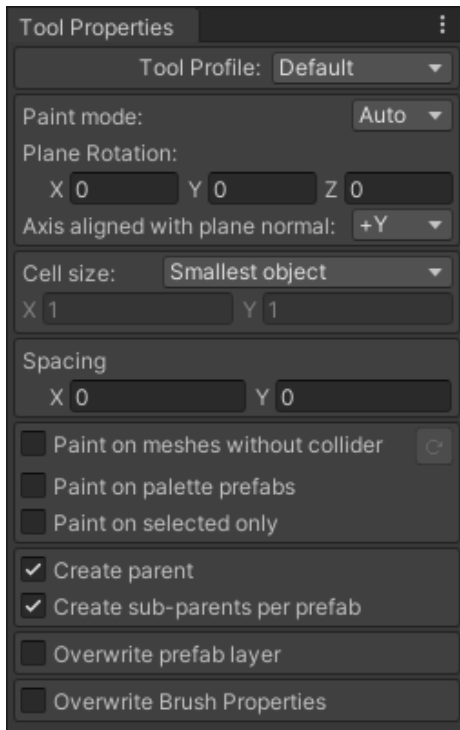 Tool Properties
Tool Profile: Default
Paint mode: Auto
Plane Rotation:
X 0 Y 0 Z 0
Axis aligned with plane normal: +Y
Cell size: Smallest object
X 1 Y 1
Spacing
X 0 Y 0
Paint on meshes without collider
Paint on palette prefabs
Paint on selected only
Create parent
Create sub-parents per prefab
Overwrite prefab layer
Overwrite Brush Properties